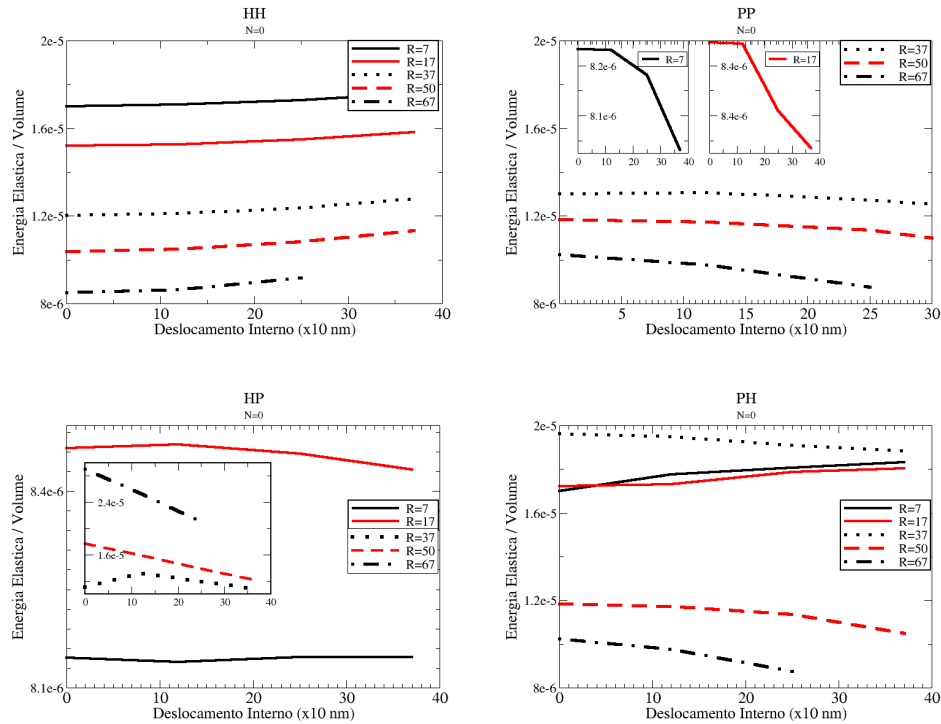 HH
N=0
2e-5
1.6e-5
1.2e-5
8e-6
Energia Elastica / Volume
0
10
20
30
40
Deslocamento Interno (x10 nm)
R=7
R=17
R=37
R=50
R=67
PP
N=0
2e-5
1.6e-5
1.2e-5
8e-6
Energia Elastica / Volume
5
10
15
20
25
30
Deslocamento Interno (x10 nm)
R=37
R=50
R=67
R=7
8.2e-6
8.1e-6
0
10
20
30
40
R=17
8.4e-6
8.4e-6
0
10
20
30
40
HP
N=0
8.4e-6
8.1e-6
Energia Elastica / Volume
0
10
20
30
40
Deslocamento Interno (x10 nm)
R=7
R=17
R=37
R=50
R=67
2.4e-5
1.6e-5
0
10
20
30
40
PH
N=0
2e-5
1.6e-5
1.2e-5
8e-6
Energia Elastica / Volume
0
10
20
30
40
Deslocamento Interno (x10 nm)
R=7
R=17
R=37
R=50
R=67